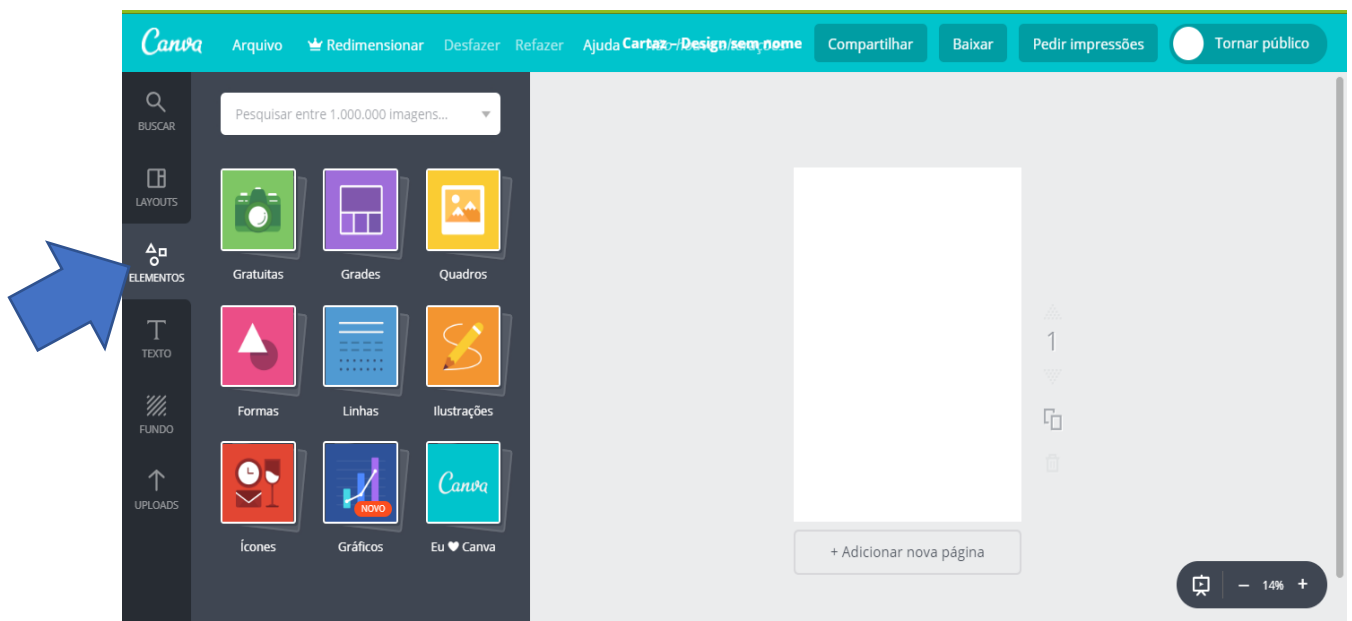 Canva Arquivo Redimensionar Desfazer Refazer Ajuda Cartaz – Design sem nome Compartilhar Baixar Pedir impressões Tornar público
BUSCAR
LAYOUTS
ELEMENTOS
TEXTO
FUNDO
UPLOADS
Pesquisar entre 1.000.000 imagens...
Gratuitas Grades Quadros
Formas Linhas Ilustrações
NOVO
Canva
Ícones Gráficos Eu ♥ Canva
1
+ Adicionar nova página
– 14% +